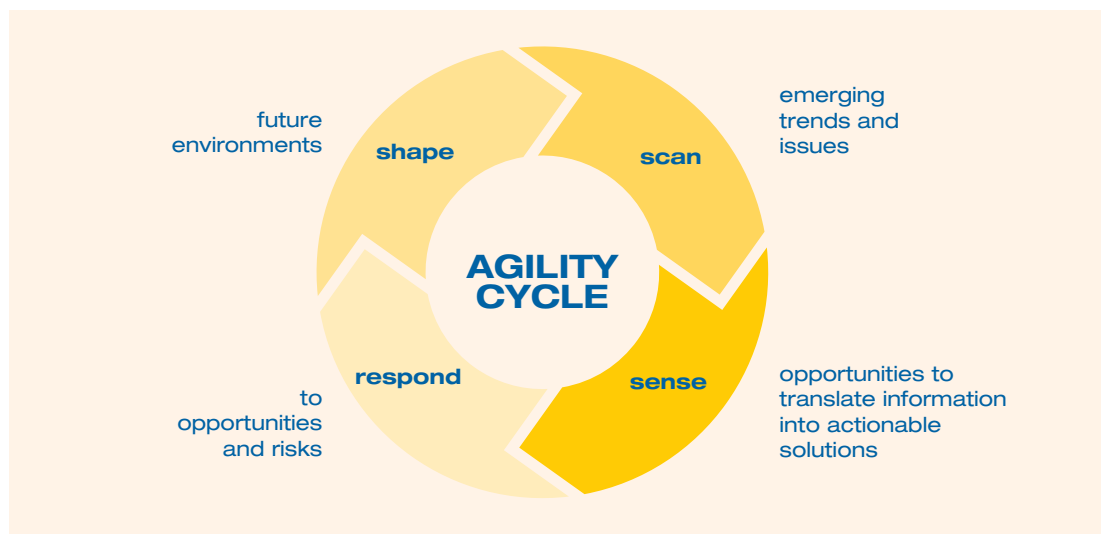 AGILITY
CYCLE
scan
emerging
trends and
issues
sense
opportunities to
translate information
into actionable
solutions
respond
to
opportunities
and risks
shape
future
environments